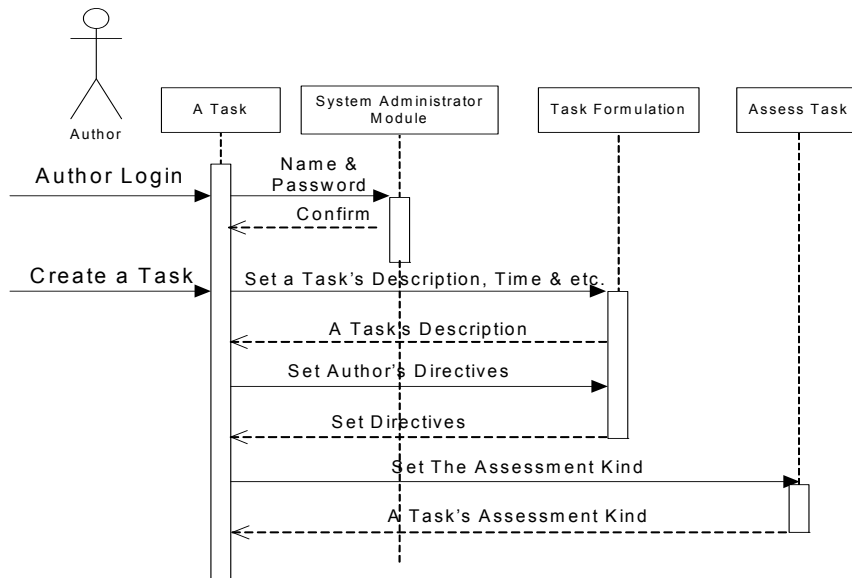 Author
A Task
System Administrator
Module
Task Formulation
Assess Task
Author Login
Name &
Password
Confirm
Create a Task
Set a Task's Description, Time & etc.
A Task's Description
Set Author's Directives
Set Directives
Set The Assessment Kind
A Task's Assessment Kind